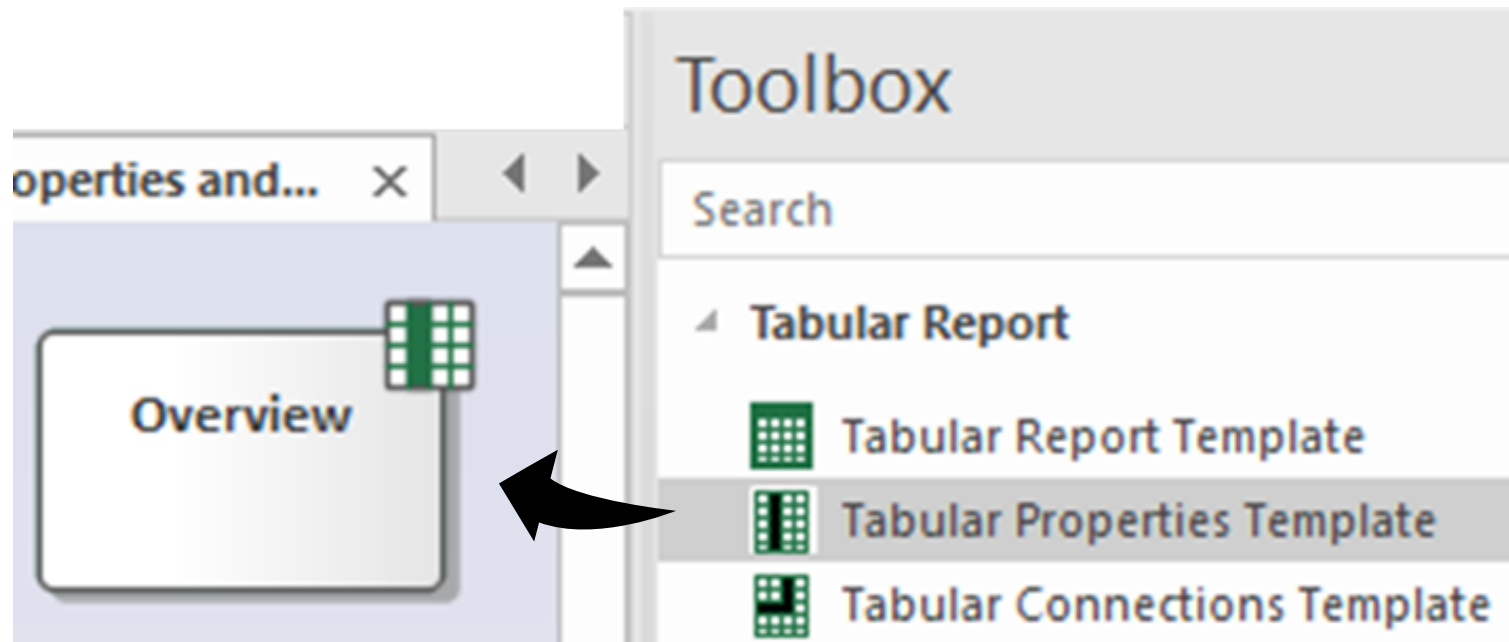 Toolbox
operties and...
Search
Tabular Report
Overview
Tabular Report Template
Tabular Properties Template
Tabular Connections Template